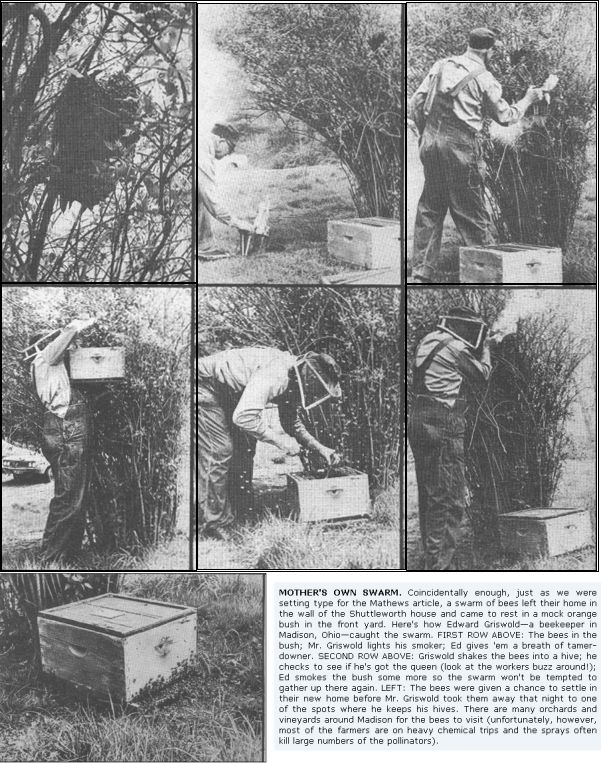 MOTHER'S OWN SWARM. Coincidentally enough, just as we were
setting type for the Mathews article, a swarm of bees left their home in
the wall of the Shuttleworth house and came to rest in a mock orange
bush in the front yard. Here's how Edward Griswold—a beekeeper in
Madison, Ohio—caught the swarm. FIRST ROW ABOVE: The bees in the
bush; Mr. Griswold lights his smoker; Ed gives 'em a breath of tamer-
downer. SECOND ROW ABOVE: Griswold shakes the bees into a hive; he
checks to see if he's got the queen (look at the workers buzz around!);
Ed smokes the bush some more so the swarm won't be tempted to
gather up there again. LEFT: The bees were given a chance to settle in
their new home before Mr. Griswold took them away that night to one
of the spots where he keeps his hives. There are many orchards and
vineyards around Madison for the bees to visit (unfortunately, however,
most of the farmers are on heavy chemical trips and the sprays often
kill large numbers of the pollinators).